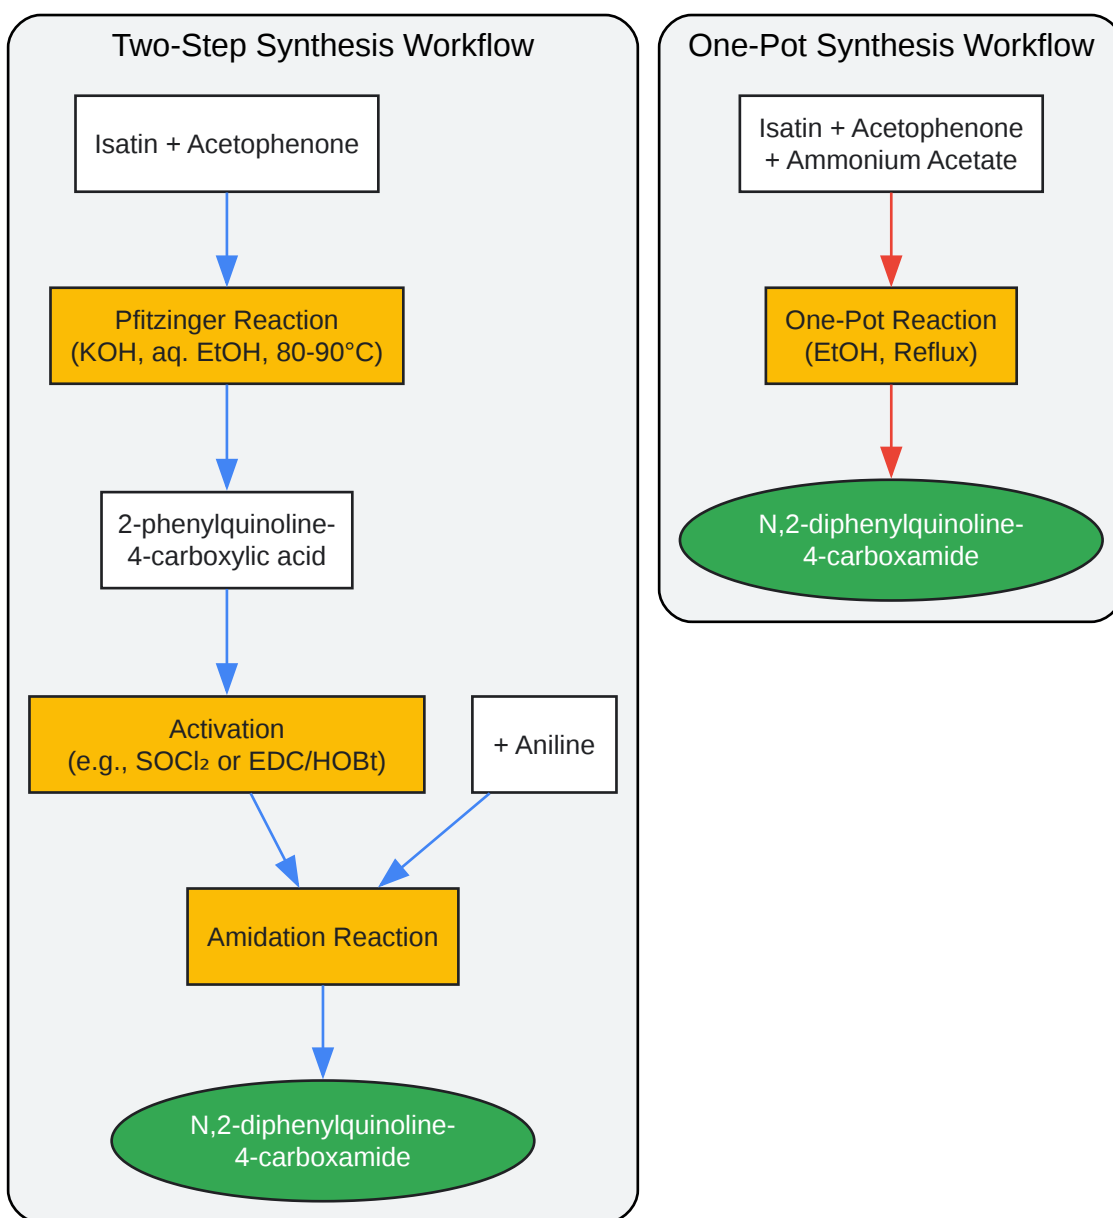 Two-Step Synthesis Workflow
Isatin + Acetophenone
Pfitzinger Reaction
(KOH, aq. EtOH, 80-90°C)
2-phenylquinoline-
4-carboxylic acid
Activation
(e.g., SOCl₂ or EDC/HOBt)
+ Aniline
Amidation Reaction
N,2-diphenylquinoline-
4-carboxamide
One-Pot Synthesis Workflow
Isatin + Acetophenone
+ Ammonium Acetate
One-Pot Reaction
(EtOH, Reflux)
N,2-diphenylquinoline-
4-carboxamide